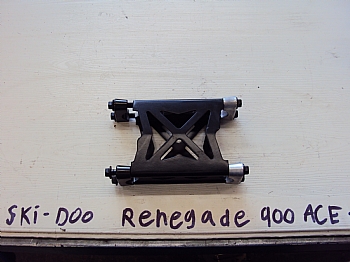 SKi-DOO Renegade 900 ACE-